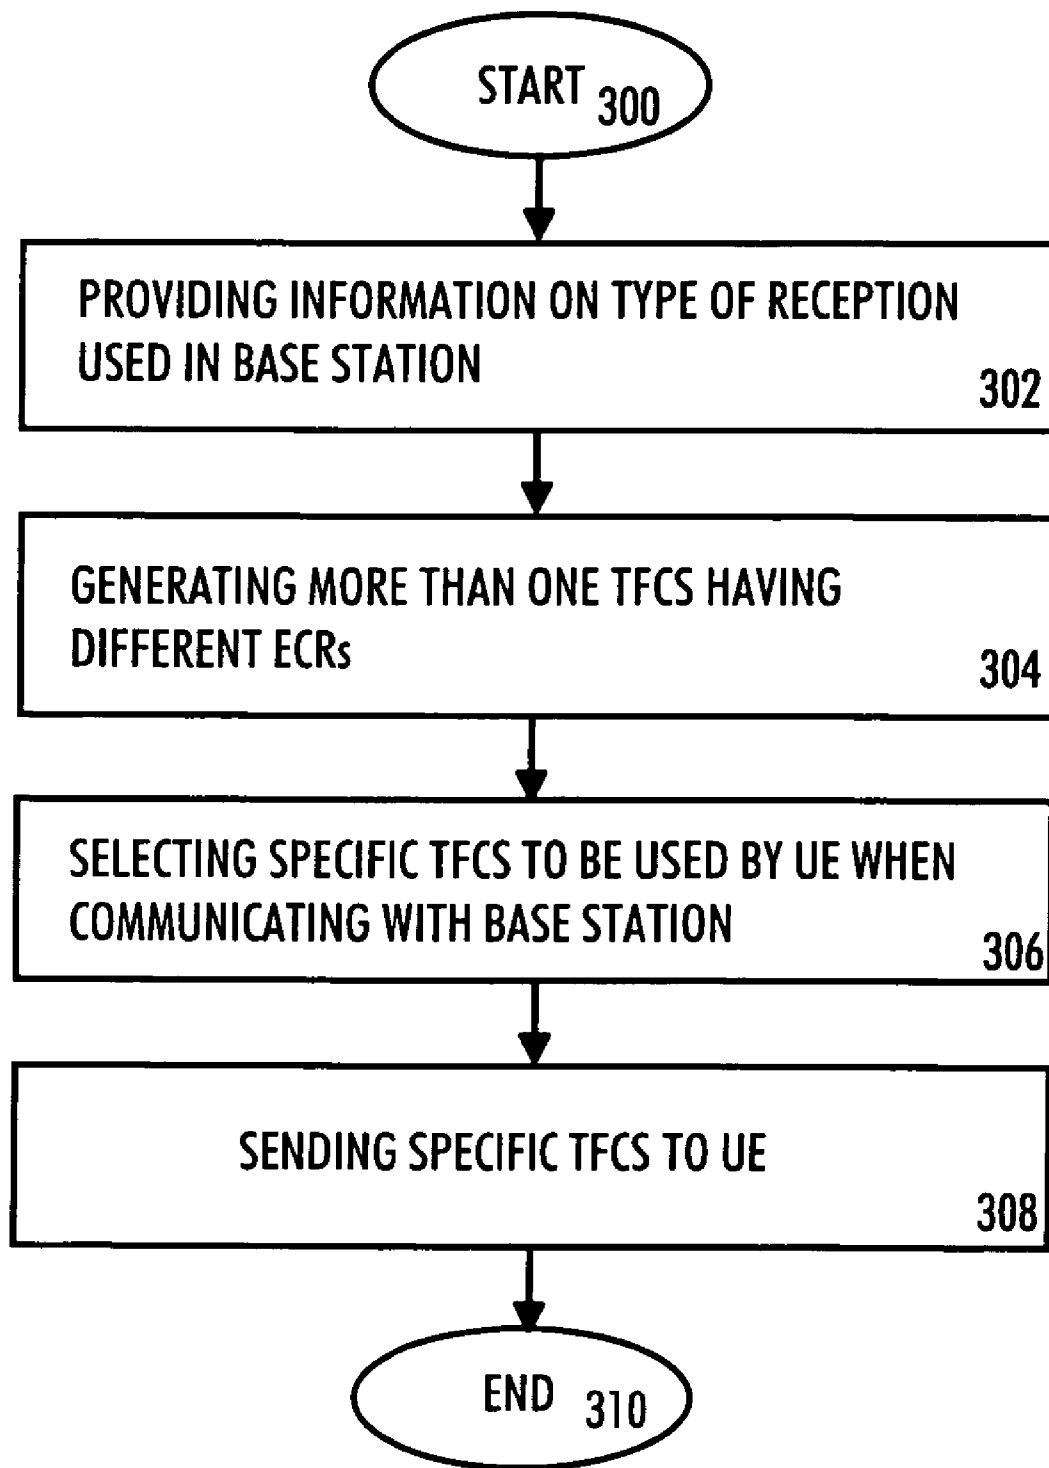 START 300
PROVIDING INFORMATION ON TYPE OF RECEPTION
USED IN BASE STATION
302
GENERATING MORE THAN ONE TFCS HAVING
DIFFERENT ECRs
304
SELECTING SPECIFIC TFCS TO BE USED BY UE WHEN
COMMUNICATING WITH BASE STATION
306
SENDING SPECIFIC TFCS TO UE
308
END 310